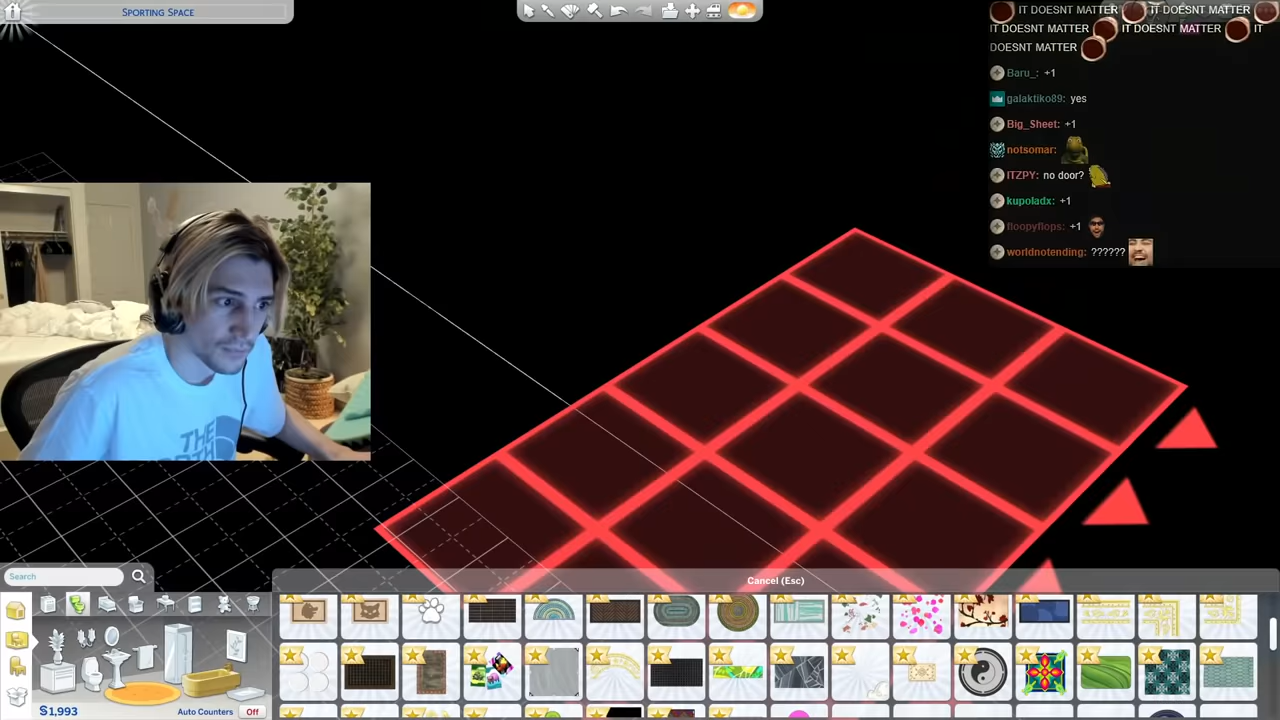 SPORTING SPACE
IT DOESNT MATTER IT DOESNT MATTER
IT DOESNT MATTER IT DOESNT MATTER IT
DOESNT MATTER
Baru_: +1
galaktiko89: yes
Big_Sheet: +1
notsomar:
ITZPY: no door?
kupoladx: +1
floopyflops: +1
worldnotending: ??????
THE
Cancel (Esc)
Search
§1,993
Auto Counters Off